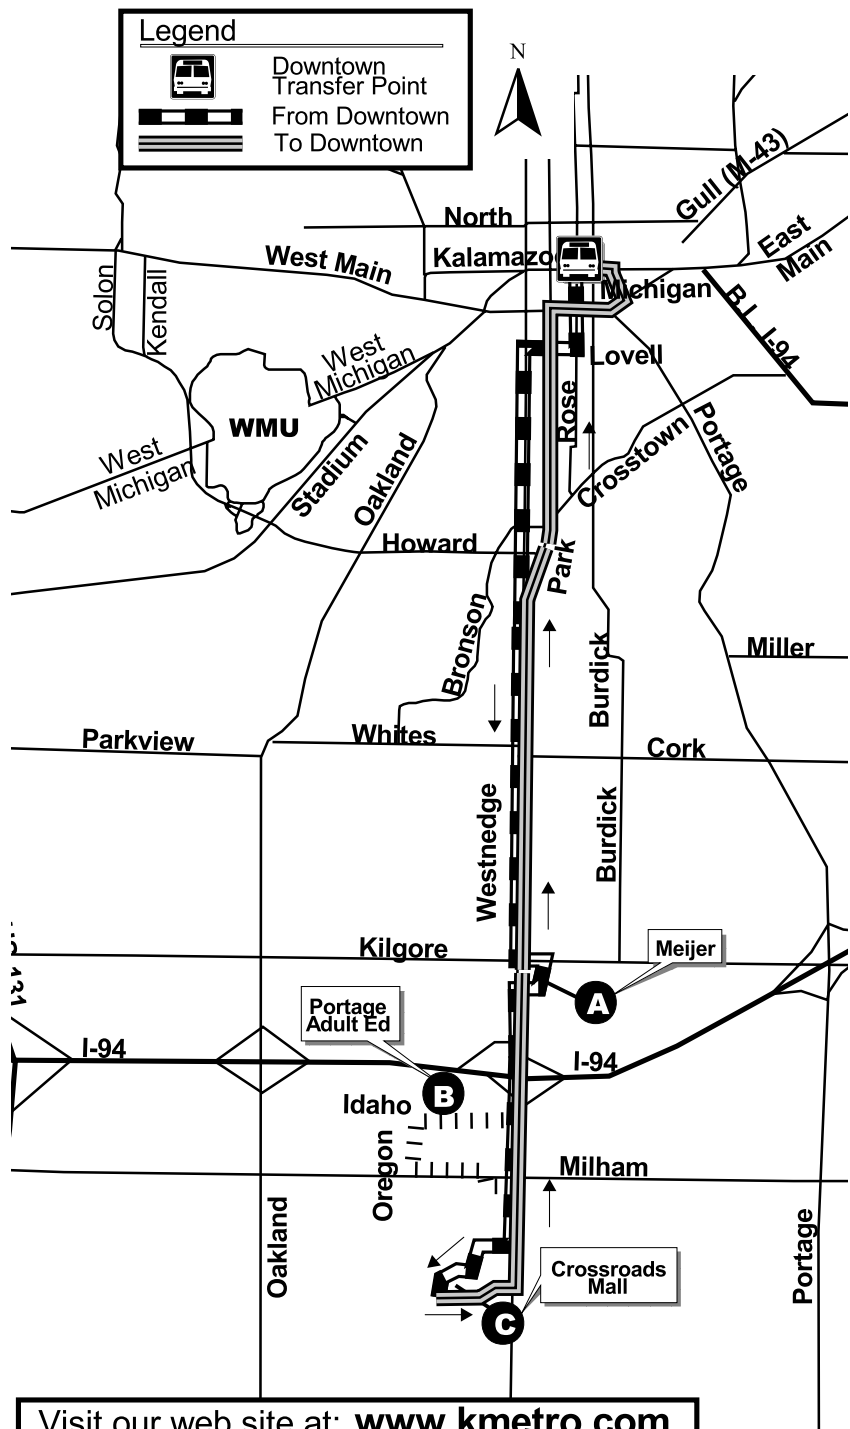 Legend
Downtown
Transfer Point
From Downtown
To Downtown
N
Gull (M-43)
North
East
Main
West Main
Kalamazoo
Michigan
Solon
Kendall
B.L. I-94
West
Michigan
Lovell
Rose
WMU
Portage
Crosstown
West
Michigan
Stadium
Oakland
Howard
Park
Bronson
Burdick
Miller
Parkview
Whites
Cork
Westnedge
Burdick
Kilgore
Meijer
A
Portage
Adult Ed
I-94
I-94
B
Idaho
Oregon
Milham
Oakland
Portage
Crossroads
Mall
C
Visit our web site at: www.kmetro.com